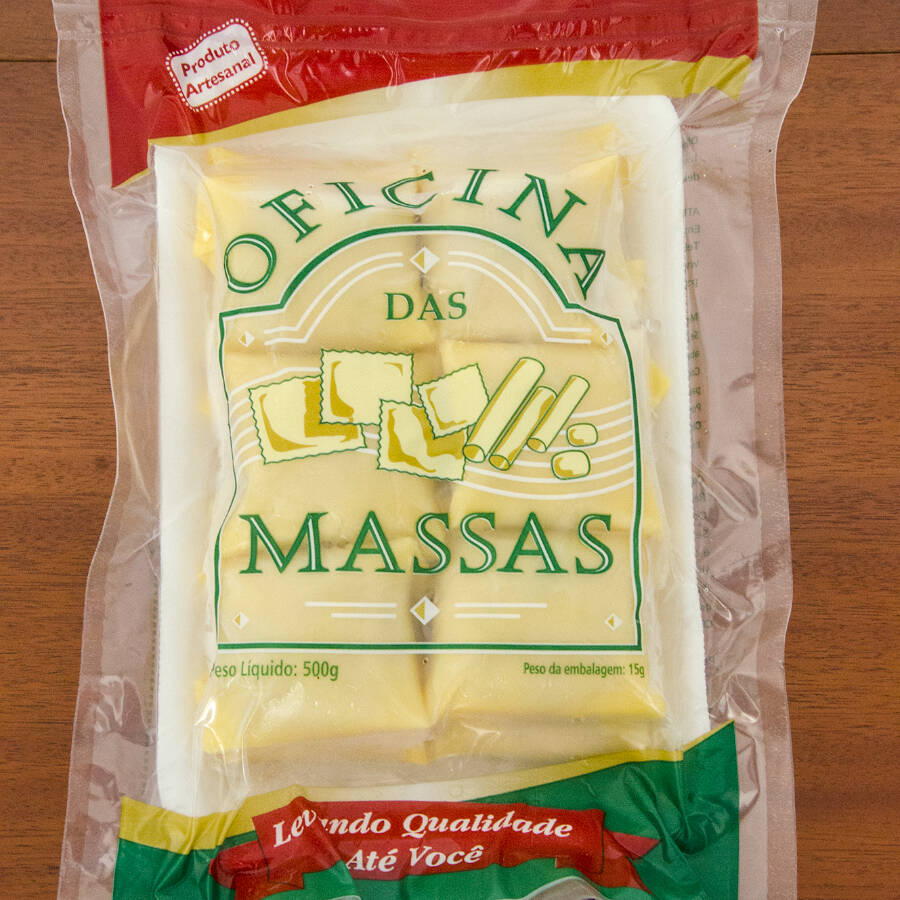 Produto
Artesanal
OFICINA
DAS
MASSAS
Peso Líquido: 500g
Peso da embalagem: 15g
Levando Qualidade
Até Você